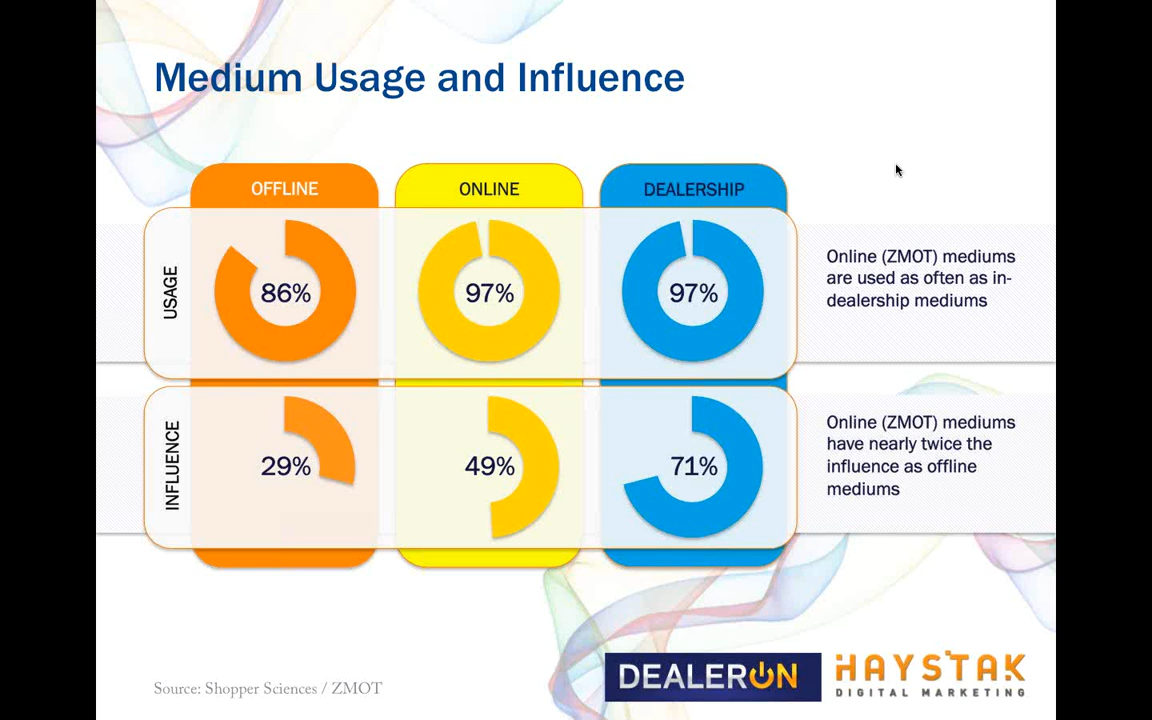 Medium Usage and Influence
OFFLINE
ONLINE
DEALERSHIP
USAGE
86%
97%
97%
Online (ZMOT) mediums
are used as often as in-
dealership mediums
INFLUENCE
29%
49%
71%
Online (ZMOT) mediums
have nearly twice the
influence as offline
mediums
Source: Shopper Sciences / ZMOT
DEALERON
HAYSTAK
DIGITAL MARKETING